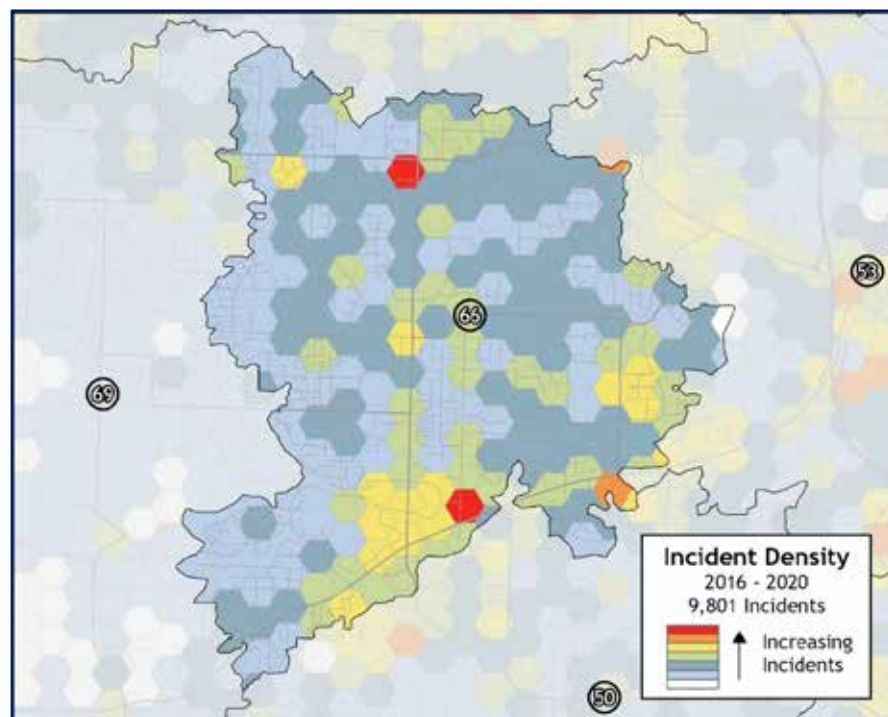 53
66
69
Incident Density
2016 - 2020
9,801 Incidents
Increasing
Incidents
50